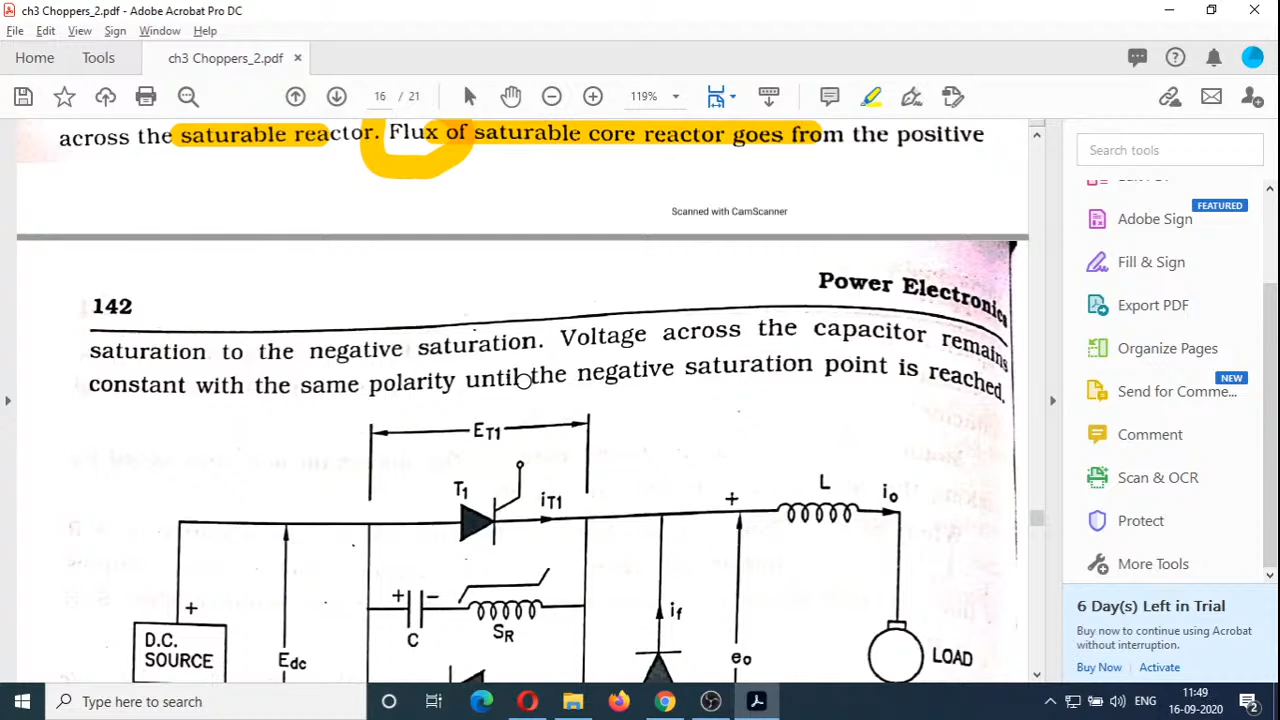 ch3 Choppers_2.pdf - Adobe Acrobat Pro DC
File Edit View Sign Window Help
Home Tools ch3 Choppers_2.pdf ×
16 / 21 119%
Search tools
across the saturable reactor. Flux of saturable core reactor goes from the positive
Scanned with CamScanner
142
Power Electronics
saturation to the negative saturation. Voltage across the capacitor remains
constant with the same polarity until the negative saturation point is reached.
ET1
T1
iT1
+
L
io
+
+ −
C
SR
if
D.C.
SOURCE
Edc
eo
LOAD
FEATURED
Adobe Sign
Fill & Sign
Export PDF
Organize Pages
NEW
Send for Comme...
Comment
Scan & OCR
Protect
More Tools
6 Day(s) Left in Trial
Buy now to continue using Acrobat
without interruption.
Buy Now Activate
Type here to search
ENG
11:49
16-09-2020
2